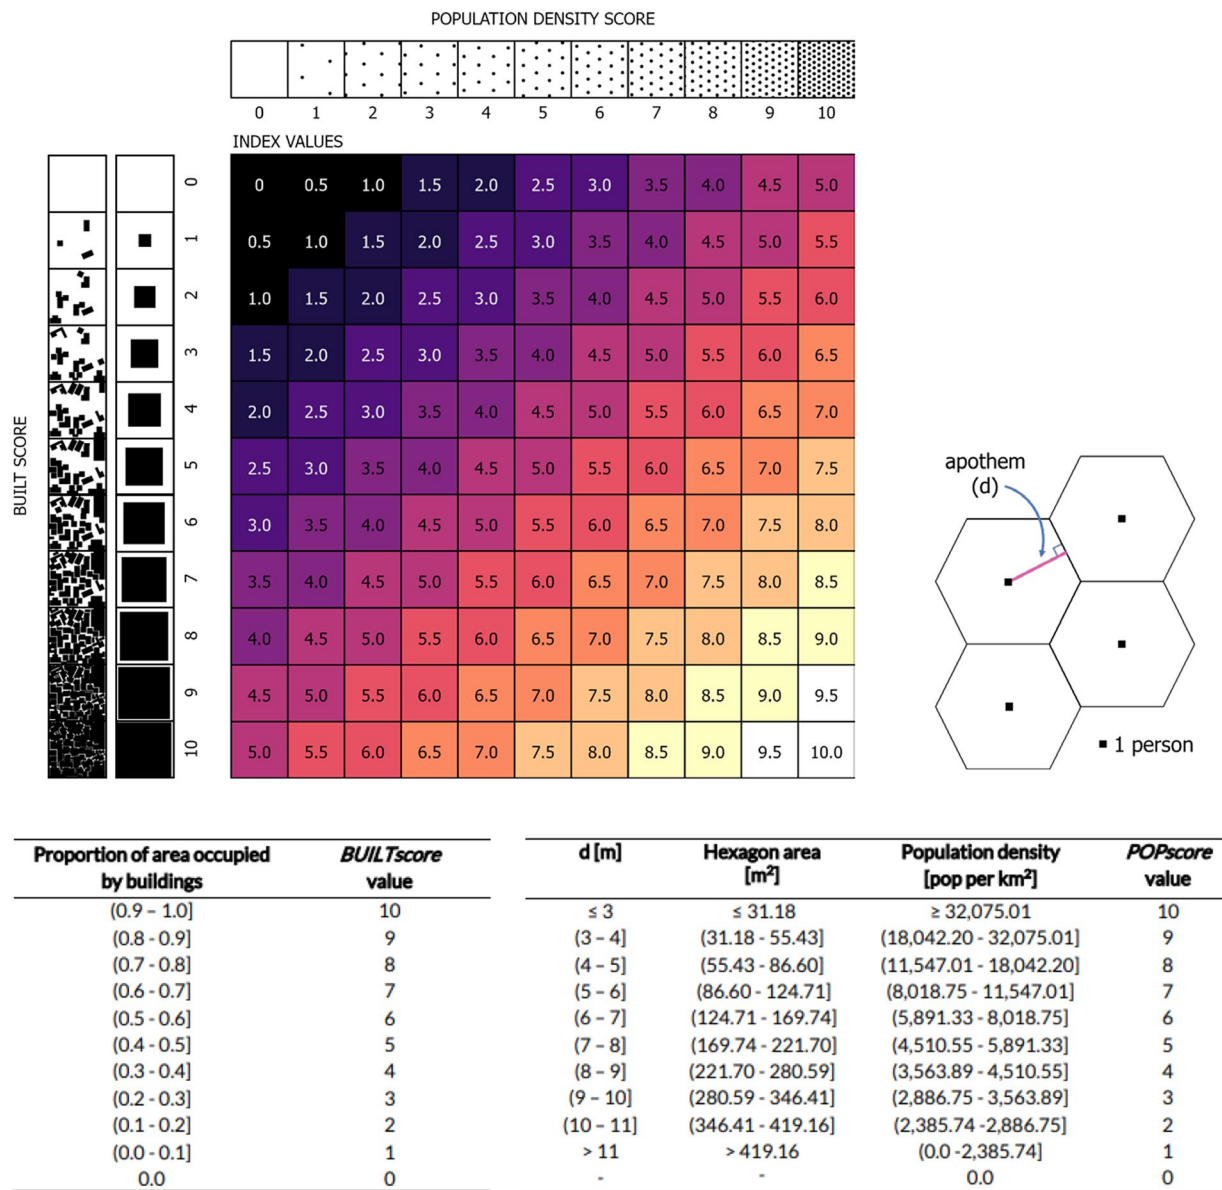 POPULATION DENSITY SCORE
0 1 2 3 4 5 6 7 8 9 10
INDEX VALUES
BUILT SCORE
0 0 0.5 1.0 1.5 2.0 2.5 3.0 3.5 4.0 4.5 5.0
1 0.5 1.0 1.5 2.0 2.5 3.0 3.5 4.0 4.5 5.0 5.5
2 1.0 1.5 2.0 2.5 3.0 3.5 4.0 4.5 5.0 5.5 6.0
3 1.5 2.0 2.5 3.0 3.5 4.0 4.5 5.0 5.5 6.0 6.5
4 2.0 2.5 3.0 3.5 4.0 4.5 5.0 5.5 6.0 6.5 7.0
5 2.5 3.0 3.5 4.0 4.5 5.0 5.5 6.0 6.5 7.0 7.5
6 3.0 3.5 4.0 4.5 5.0 5.5 6.0 6.5 7.0 7.5 8.0
7 3.5 4.0 4.5 5.0 5.5 6.0 6.5 7.0 7.5 8.0 8.5
8 4.0 4.5 5.0 5.5 6.0 6.5 7.0 7.5 8.0 8.5 9.0
9 4.5 5.0 5.5 6.0 6.5 7.0 7.5 8.0 8.5 9.0 9.5
10 5.0 5.5 6.0 6.5 7.0 7.5 8.0 8.5 9.0 9.5 10.0
apothem
(d)
1 person
Proportion of area occupied BUILTscore
by buildings value
(0.9 – 1.0] 10
(0.8 - 0.9] 9
(0.7 - 0.8] 8
(0.6 - 0.7] 7
(0.5 - 0.6] 6
(0.4 - 0.5] 5
(0.3 - 0.4] 4
(0.2 - 0.3] 3
(0.1 - 0.2] 2
(0.0 - 0.1] 1
0.0 0
d [m] Hexagon area Population density POPscore
[m²] [pop per km²] value
≤ 3 ≤ 31.18 ≥ 32,075.01 10
(3 – 4] (31.18 - 55.43] (18,042.20 - 32,075.01] 9
(4 – 5] (55.43 - 86.60] (11,547.01 - 18,042.20] 8
(5 – 6] (86.60 - 124.71] (8,018.75 - 11,547.01] 7
(6 – 7] (124.71 - 169.74] (5,891.33 - 8,018.75] 6
(7 – 8] (169.74 - 221.70] (4,510.55 - 5,891.33] 5
(8 – 9] (221.70 - 280.59] (3,563.89 - 4,510.55] 4
(9 – 10] (280.59 - 346.41] (2,886.75 - 3,563.89] 3
(10 – 11] (346.41 - 419.16] (2,385.74 -2,886.75] 2
> 11 > 419.16 (0.0 -2,385.74] 1
- - 0.0 0